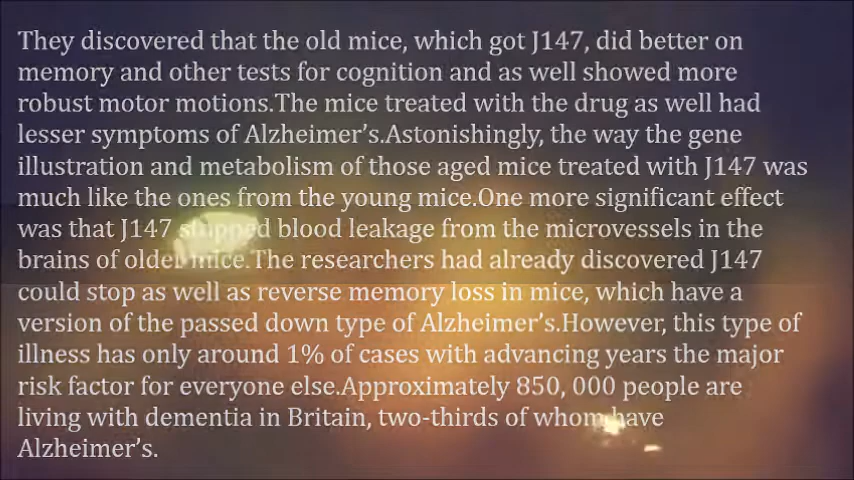 They discovered that the old mice, which got J147, did better on
memory and other tests for cognition and as well showed more
robust motor motions.The mice treated with the drug as well had
lesser symptoms of Alzheimer’s.Astonishingly, the way the gene
illustration and metabolism of those aged mice treated with J147 was
much like the ones from the young mice.One more significant effect
was that J147 stopped blood leakage from the microvessels in the
brains of older mice.The researchers had already discovered J147
could stop as well as reverse memory loss in mice, which have a
version of the passed down type of Alzheimer’s.However, this type of
illness has only around 1% of cases with advancing years the major
risk factor for everyone else.Approximately 850, 000 people are
living with dementia in Britain, two-thirds of whom have
Alzheimer’s.